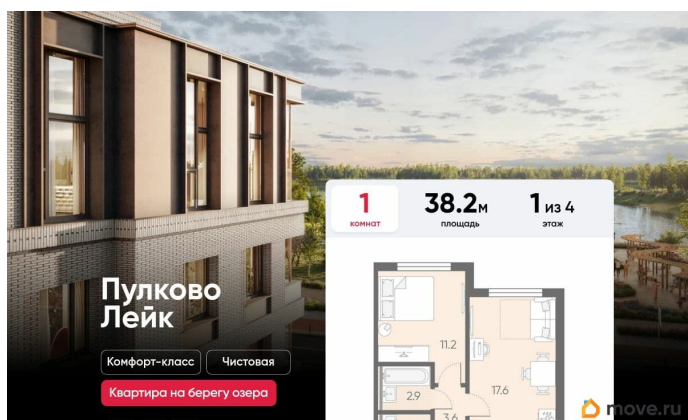 1
комнат
38.2м
площадь
1 из 4
этаж
Пулково
Лейк
Комфорт-класс
Чистовая
Квартира на берегу озера
11.2
17.6
2.9
3.6
move.ru